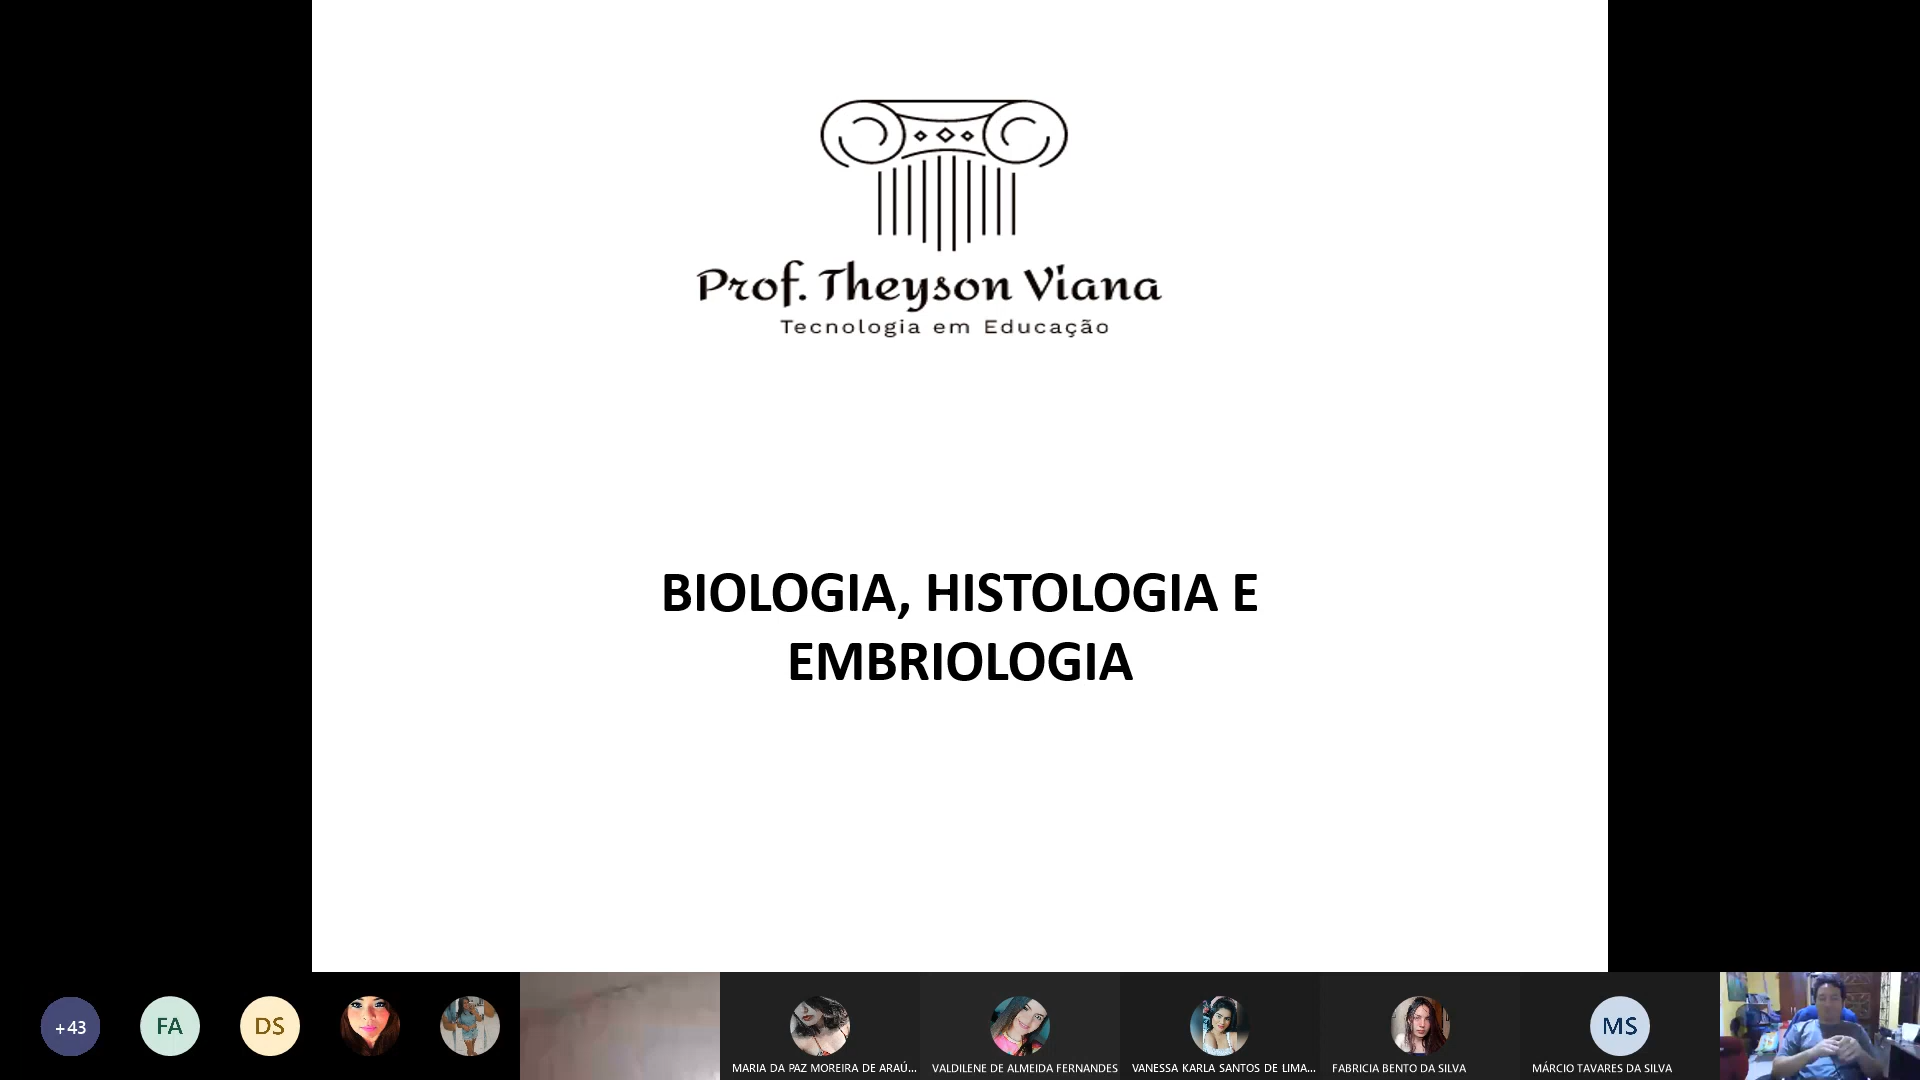 Prof. Theyson Viana
Tecnologia em Educação
BIOLOGIA, HISTOLOGIA E
EMBRIOLOGIA
+43
FA
DS
MARIA DA PAZ MOREIRA DE ARAÚ...
VALDILENE DE ALMEIDA FERNANDES
VANESSA KARLA SANTOS DE LIMA...
FABRICIA BENTO DA SILVA
MS
MÁRCIO TAVARES DA SILVA